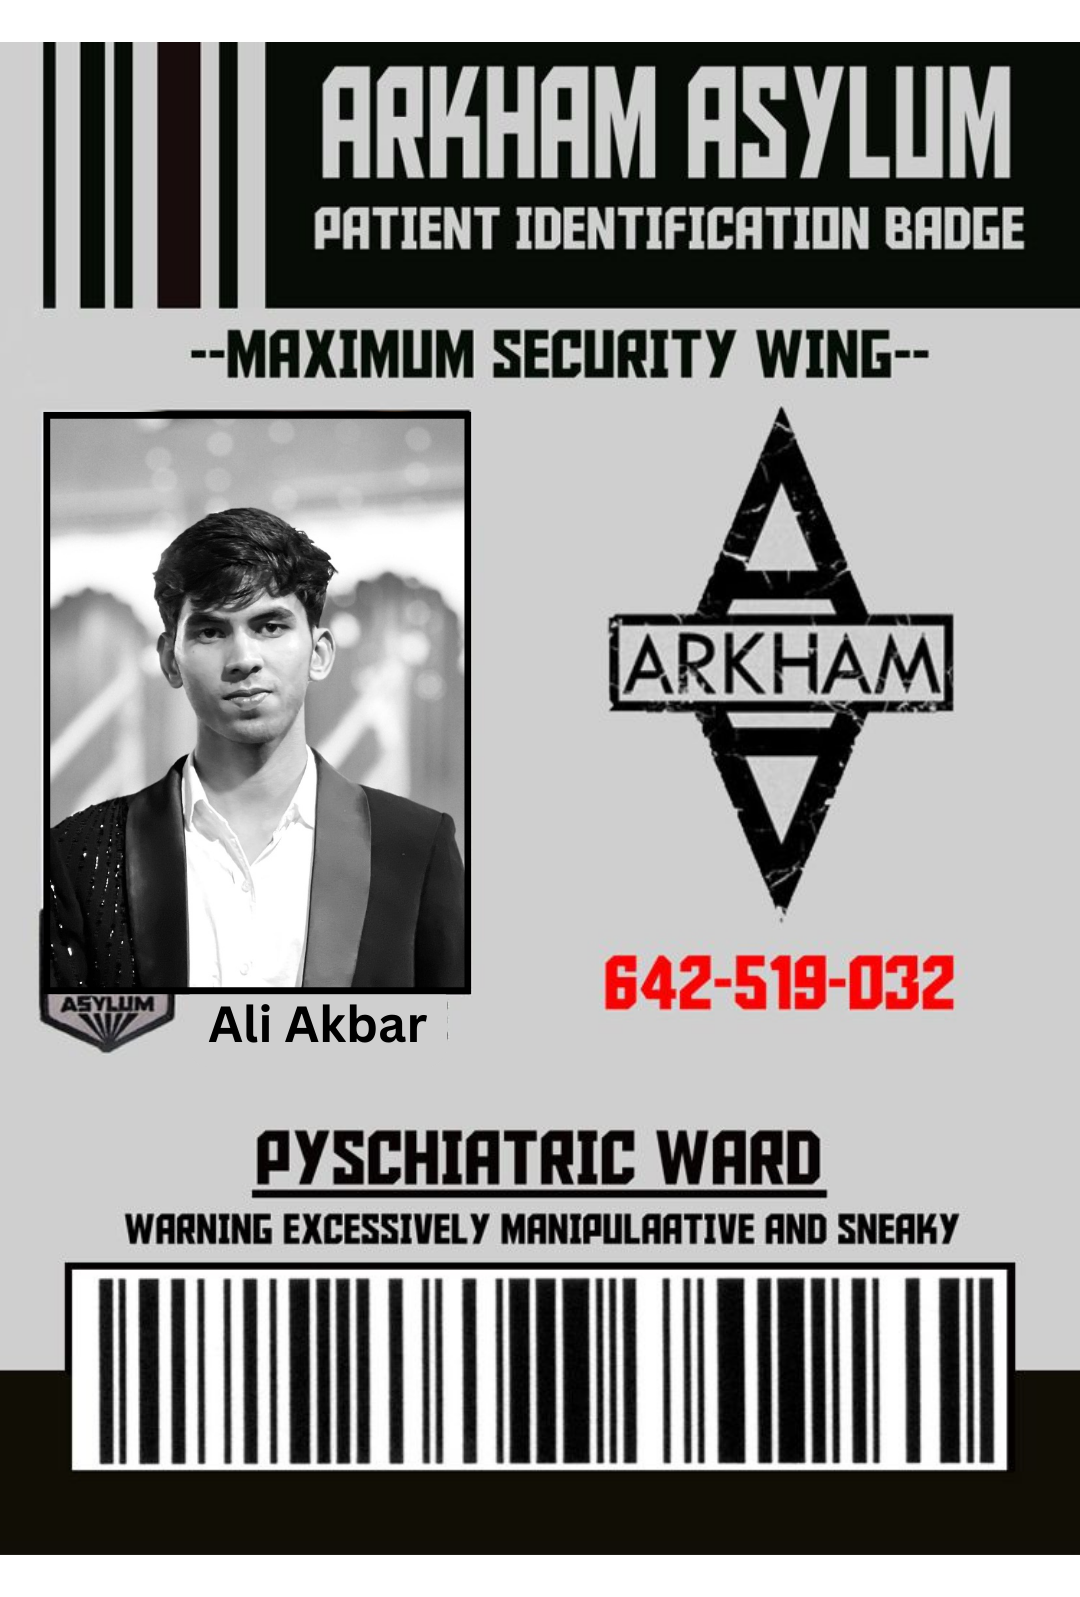 ARKHAM ASYLUM
PATIENT IDENTIFICATION BADGE
--MAXIMUM SECURITY WING--
ARKHAM
642-519-032
ASYLUM
Ali Akbar
PYSCHIATRIC WARD
WARNING EXCESSIVELY MANIPULAATIVE AND SNEAKY